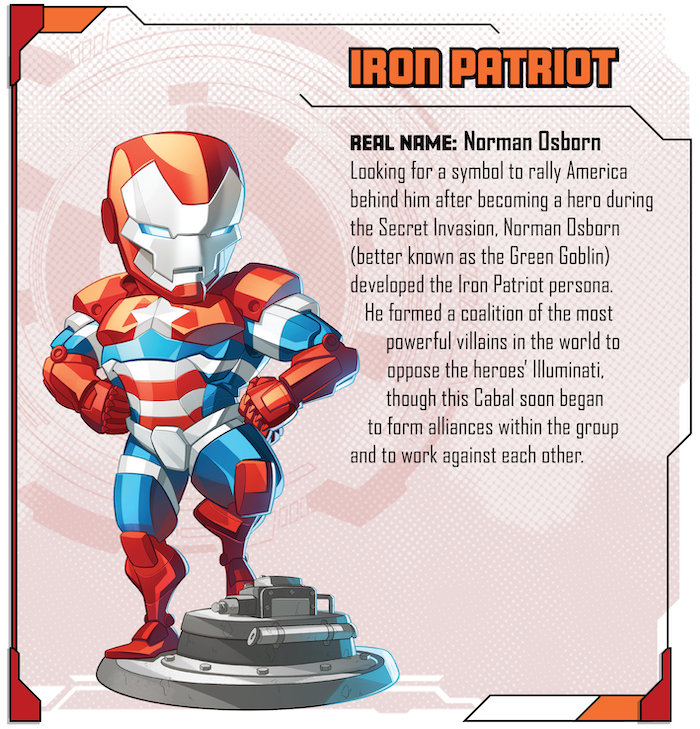 IRON PATRIOT
REAL NAME: Norman Osborn
Looking for a symbol to rally America
behind him after becoming a hero during
the Secret Invasion, Norman Osborn
(better known as the Green Goblin)
developed the Iron Patriot persona.
He formed a coalition of the most
powerful villains in the world to
oppose the heroes' Illuminati,
though this Cabal soon began
to form alliances within the group
and to work against each other.